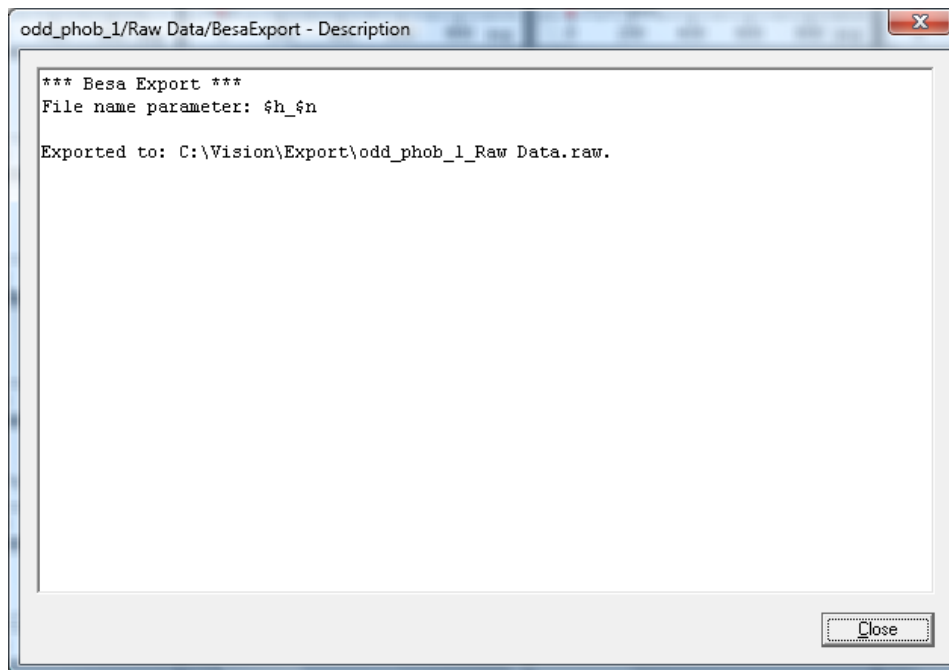 odd_phob_1/Raw Data/BesaExport - Description
*** Besa Export ***
File name parameter: $h_$n
Exported to: C:\Vision\Export\odd_phob_1_Raw Data.raw.
Close